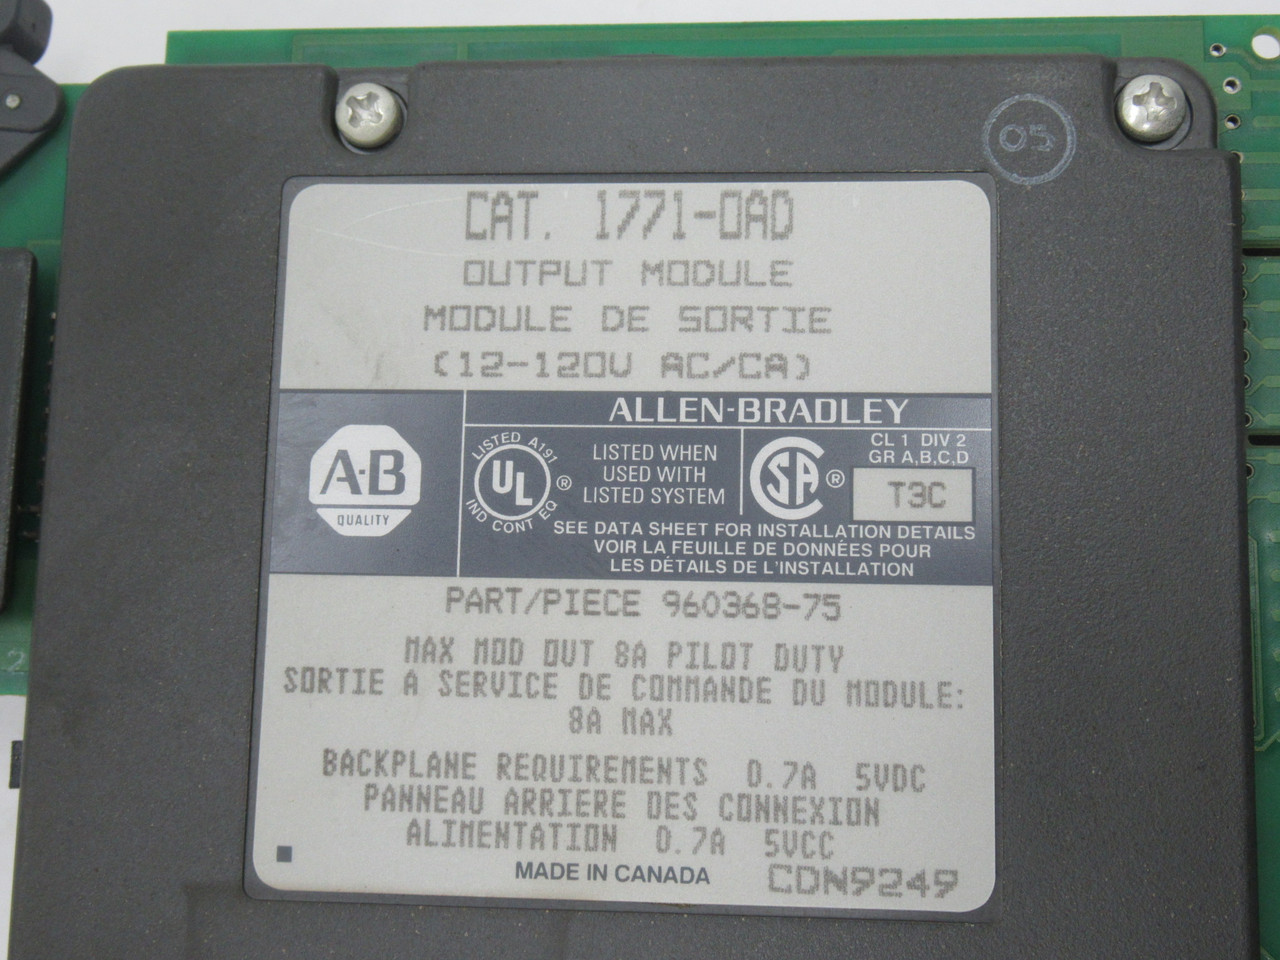 05
CAT. 1771-OAD
OUTPUT MODULE
MODULE DE SORTIE
(12-120V AC/CA)
ALLEN-BRADLEY
A-B
QUALITY
LISTED A191
UL ®
IND CONT EQ
LISTED WHEN
USED WITH
LISTED SYSTEM
SA ®
CL 1 DIV 2
GR A,B,C,D
T3C
SEE DATA SHEET FOR INSTALLATION DETAILS
VOIR LA FEUILLE DE DONNÉES POUR
LES DÉTAILS DE L'INSTALLATION
PART/PIECE 960368-75
MAX MOD OUT 8A PILOT DUTY
SORTIE A SERVICE DE COMMANDE DU MODULE:
8A MAX
BACKPLANE REQUIREMENTS 0.7A 5VDC
PANNEAU ARRIERE DES CONNEXION
ALIMENTATION 0.7A 5VCC
MADE IN CANADA
CDN9249
2